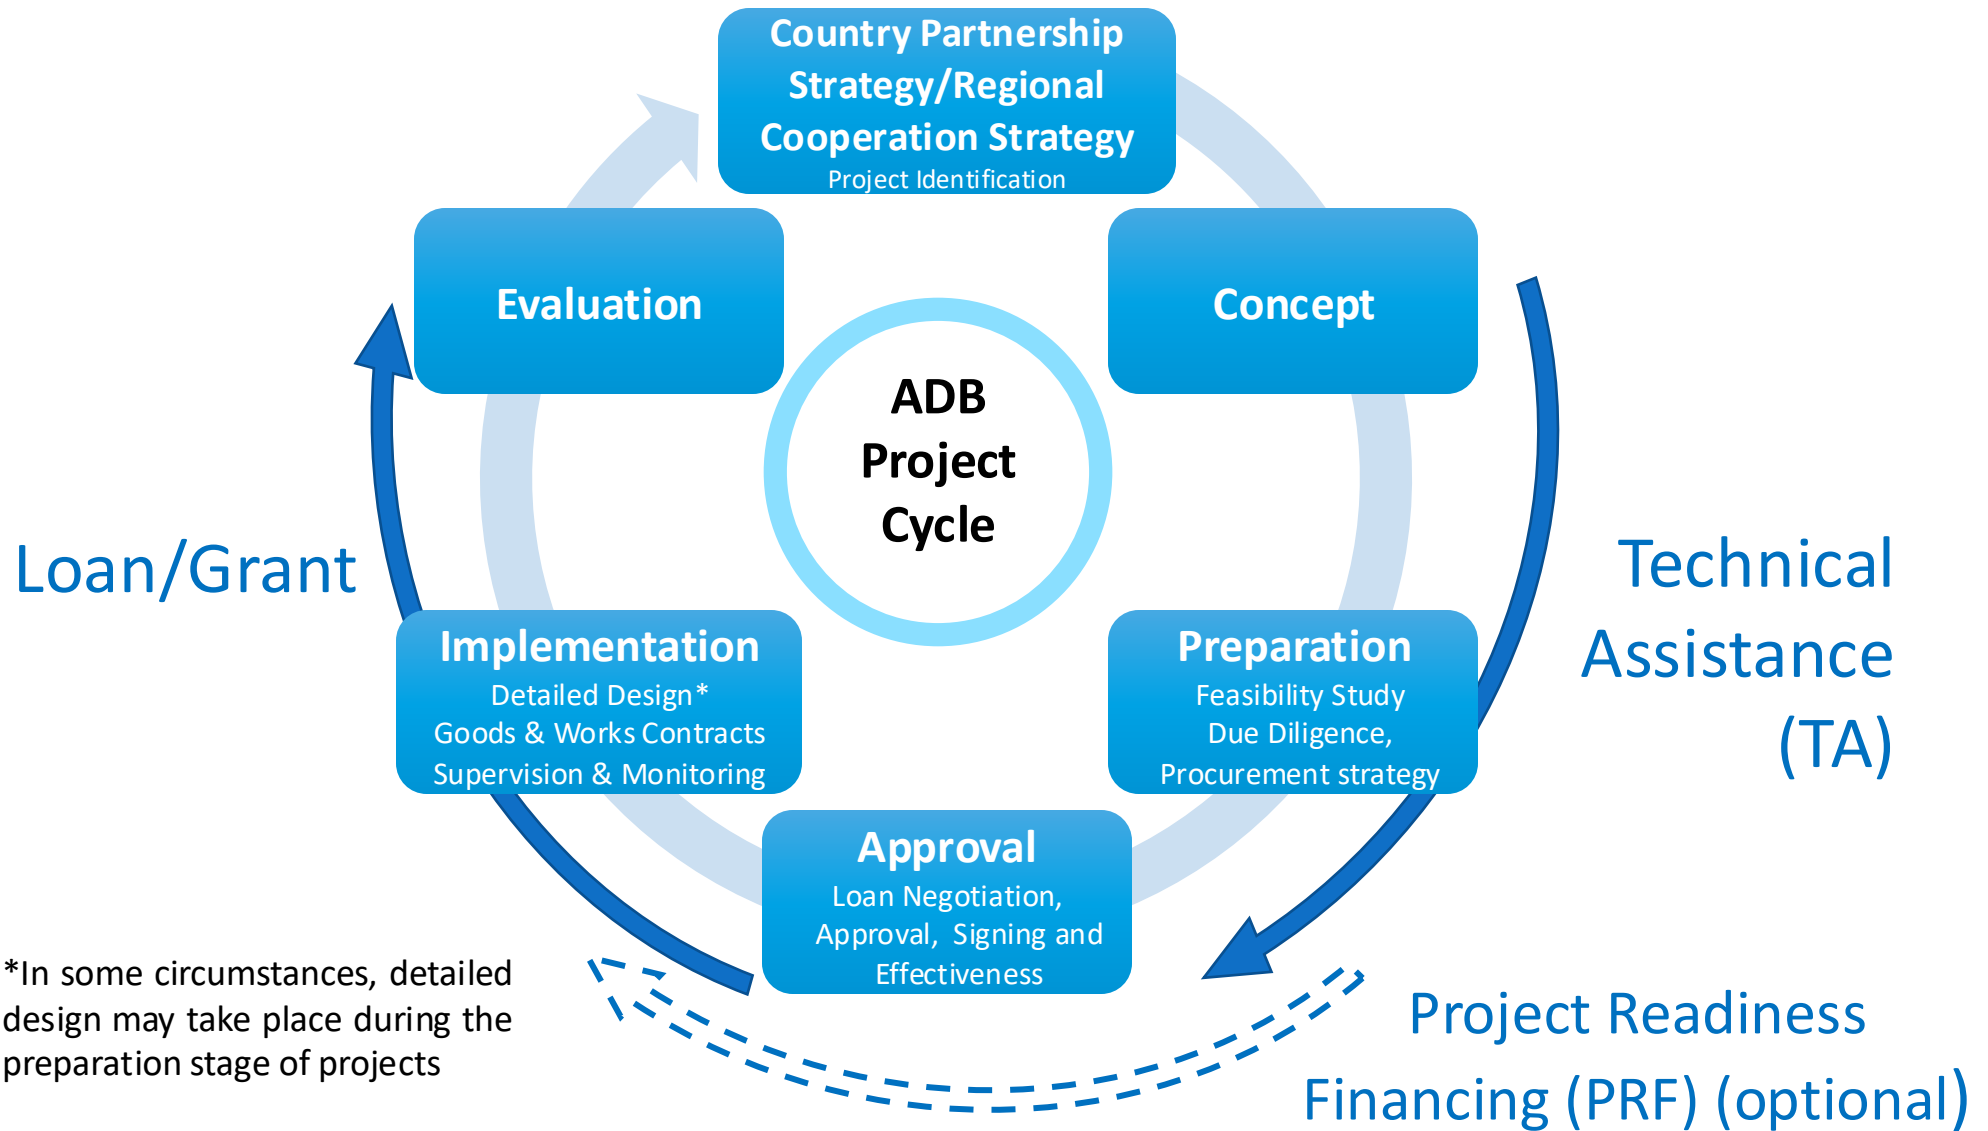 Country Partnership
Strategy/Regional
Cooperation Strategy
Project Identification
Evaluation
Concept
ADB
Project
Cycle
Loan/Grant
Technical
Assistance
(TA)
Implementation
Detailed Design*
Goods & Works Contracts
Supervision & Monitoring
Preparation
Feasibility Study
Due Diligence,
Procurement strategy
Approval
Loan Negotiation,
Approval, Signing and
Effectiveness
*In some circumstances, detailed
design may take place during the
preparation stage of projects
Project Readiness
Financing (PRF) (optional)